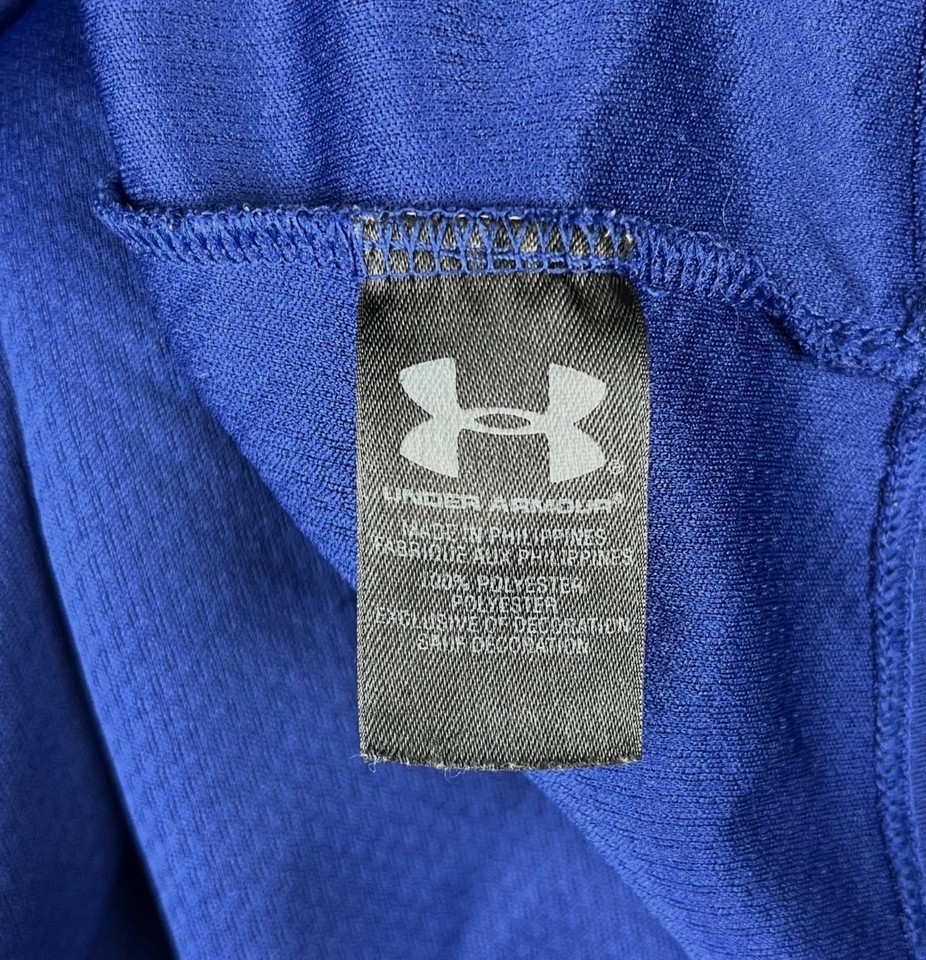 ®
UNDER ARMOUR
MADE IN PHILIPPINES
FABRIQUE AUX PHILIPPINES
100% POLYESTER
POLYESTER
EXCLUSIVE OF DECORATION
SAUF DECORATION